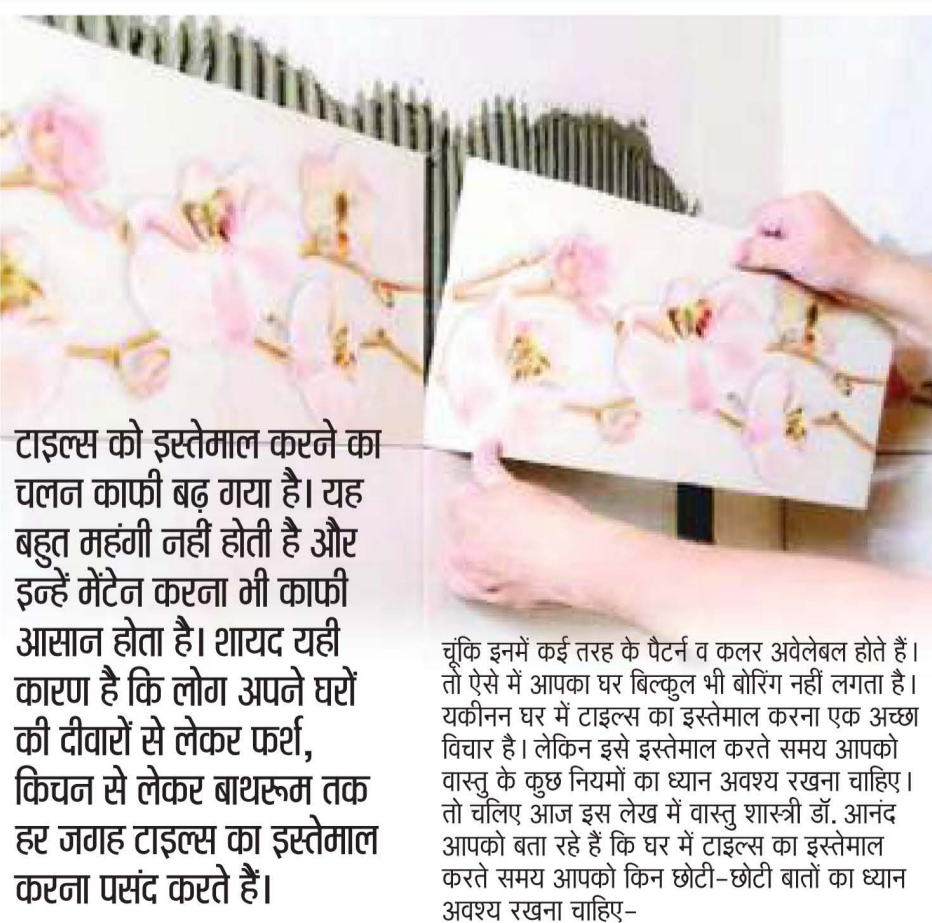 टाइल्स को इस्तेमाल करने का
चलन काफी बढ़ गया है। यह
बहुत महंगी नहीं होती है और
इन्हें मेंटेन करना भी काफी
आसान होता है। शायद यही
कारण है कि लोग अपने घरों
की दीवारों से लेकर फर्श,
किचन से लेकर बाथरूम तक
हर जगह टाइल्स का इस्तेमाल
करना पसंद करते हैं।
चूंकि इनमें कई तरह के पैटर्न व कलर अवेलेबल होते हैं।
तो ऐसे में आपका घर बिल्कुल भी बोरिंग नहीं लगता है।
यकीनन घर में टाइल्स का इस्तेमाल करना एक अच्छा
विचार है। लेकिन इसे इस्तेमाल करते समय आपको
वास्तु के कुछ नियमों का ध्यान अवश्य रखना चाहिए।
तो चलिए आज इस लेख में वास्तु शास्त्री डॉ. आनंद
आपको बता रहे हैं कि घर में टाइल्स का इस्तेमाल
करते समय आपको किन छोटी-छोटी बातों का ध्यान
अवश्य रखना चाहिए-